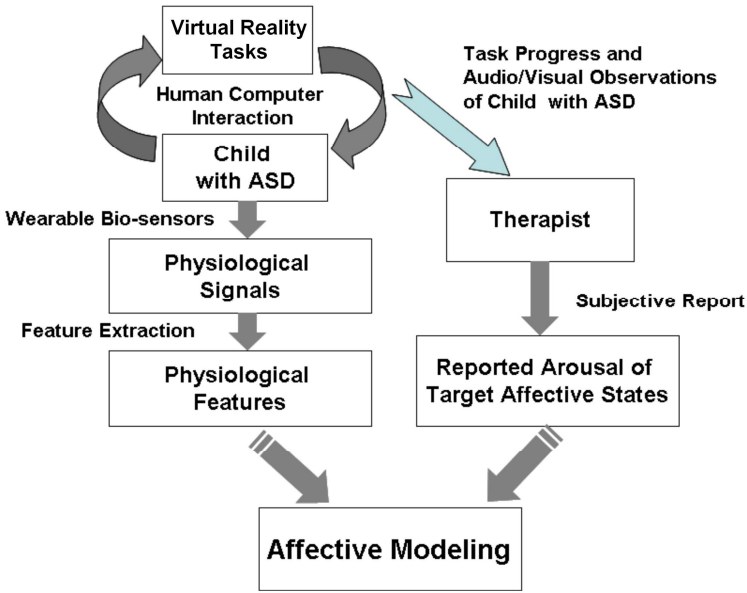 Virtual Reality
Tasks
Human Computer
Interaction
Child
with ASD
Task Progress and
Audio/Visual Observations
of Child with ASD
Wearable Bio-sensors
Therapist
Physiological
Signals
Subjective Report
Feature Extraction
Physiological
Features
Reported Arousal of
Target Affective States
Affective Modeling